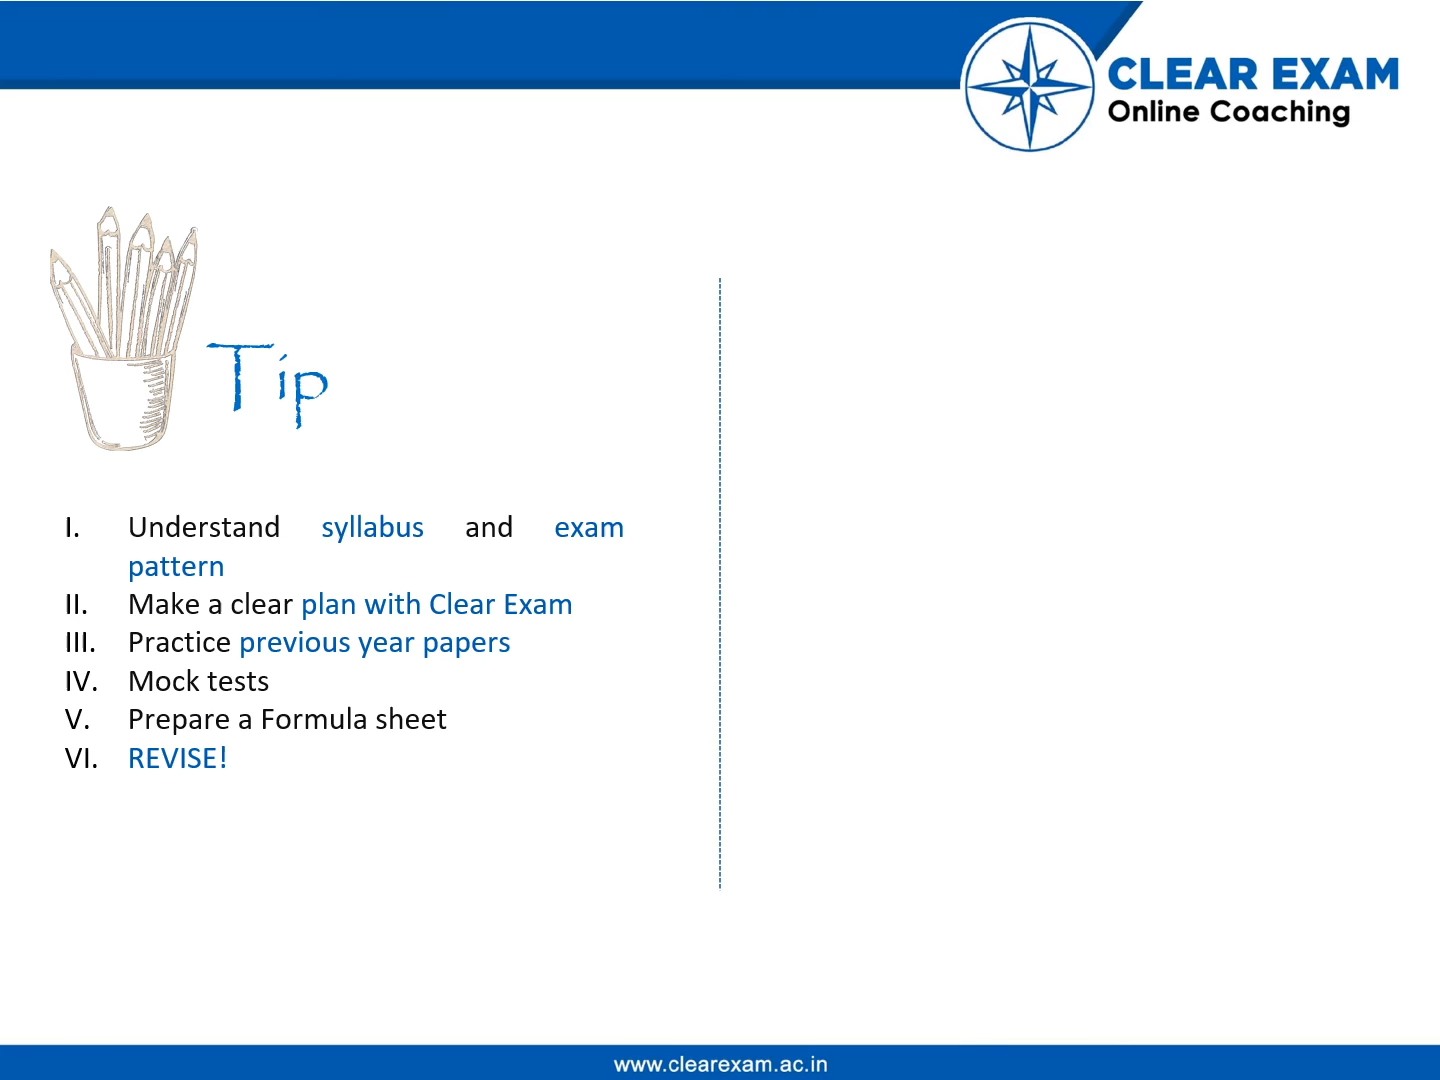 CLEAR EXAM
Online Coaching
Tip
I. Understand syllabus and exam
pattern
II. Make a clear plan with Clear Exam
III. Practice previous year papers
IV. Mock tests
V. Prepare a Formula sheet
VI. REVISE!
www.clearexam.ac.in